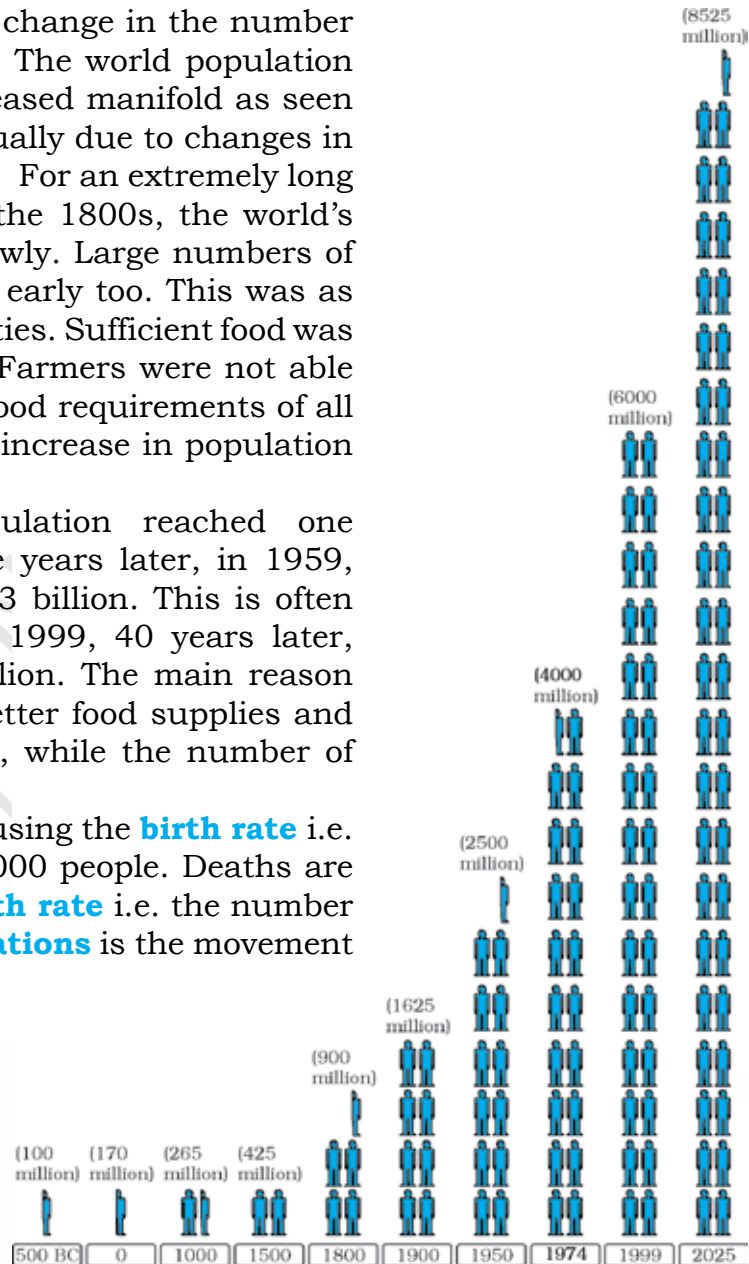 change in the number
The world population
eased manifold as seen
ually due to changes in
For an extremely long
the 1800s, the world's
wly. Large numbers of
early too. This was as
ties. Sufficient food was
Farmers were not able
ood requirements of all
increase in population
ulation reached one
e years later, in 1959,
3 billion. This is often
1999, 40 years later,
lion. The main reason
etter food supplies and
, while the number of
using the birth rate i.e.
000 people. Deaths are
th rate i.e. the number
ations is the movement
(8525
million)
(6000
million)
(4000
million)
(2500
million)
(1625
million)
(900
million)
(100 (170 (265 (425
million) million) million) million)
500 BC 0 1000 1500 1800 1900 1950 1974 1999 2025